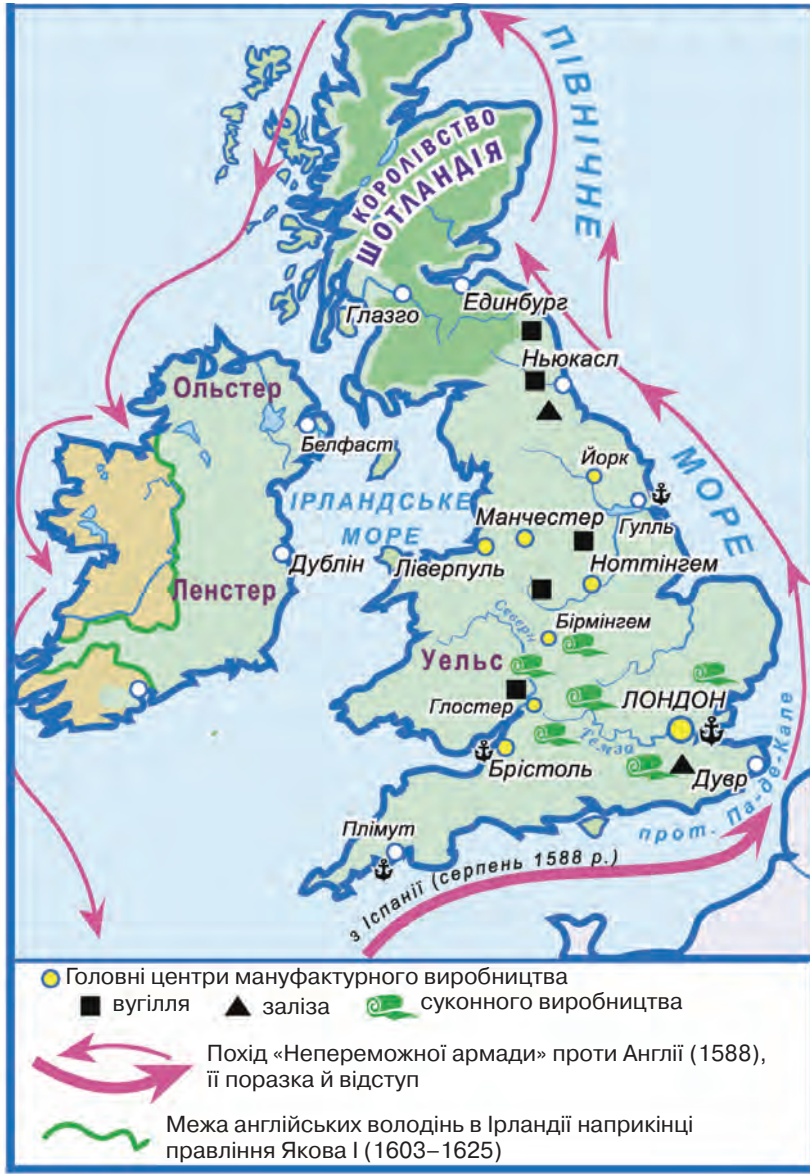 ПІВНІЧНЕ
МОРЕ
КОРОЛІВСТВО
ШОТЛАНДІЯ
Глазго
Единбург
Ньюкасл
Ольстер
Белфаст
ІРЛАНДСЬКЕ
МОРЕ
Йорк
Гулль
Манчестер
Дублін
Ліверпуль
Ноттінгем
Ленстер
Северн
Бірмінгем
Уельс
Глостер
ЛОНДОН
Темза
Брістоль
Дувр
прот. Па-де-Кале
Плімут
з Іспанії (серпень 1588 р.)
Головні центри мануфактурного виробництва
вугілля заліза суконного виробництва
Похід «Непереможної армади» проти Англії (1588),
її поразка й відступ
Межа англійських володінь в Ірландії наприкінці
правління Якова І (1603–1625)